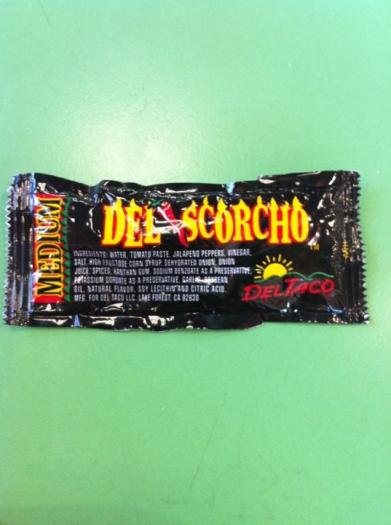 MEDIUM
DEL SCORCHO
INGREDIENTS: WATER, TOMATO PASTE, JALAPENO PEPPERS, VINEGAR,
SALT, HIGH FRUCTOSE CORN SYRUP, DEHYDRATED ONION, ONION
JUICE, SPICES, XANTHAN GUM, SODIUM BENZOATE AS A PRESERVATIVE,
POTASSIUM SORBATE AS A PRESERVATIVE, GARLIC, SOYBEAN
OIL, NATURAL FLAVOR, SOY LECITHIN AND CITRIC ACID.
MFG. FOR DEL TACO LLC. LAKE FOREST, CA 92630
DEL TACO